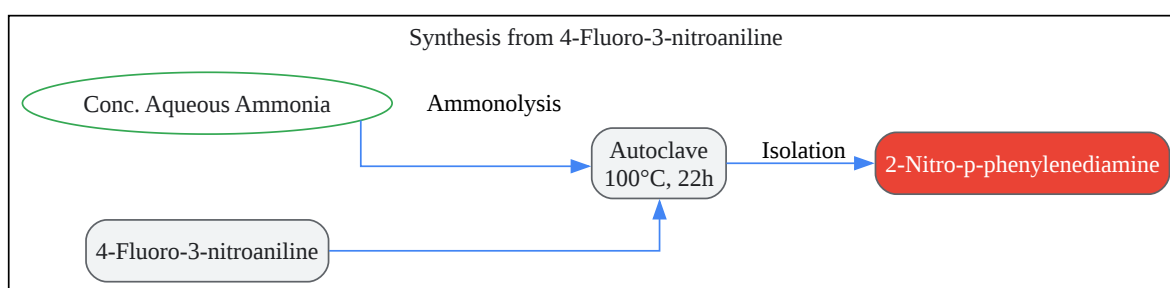 Synthesis from 4-Fluoro-3-nitroaniline
Conc. Aqueous Ammonia
Ammonolysis
Autoclave
100°C, 22h
Isolation
2-Nitro-p-phenylenediamine
4-Fluoro-3-nitroaniline